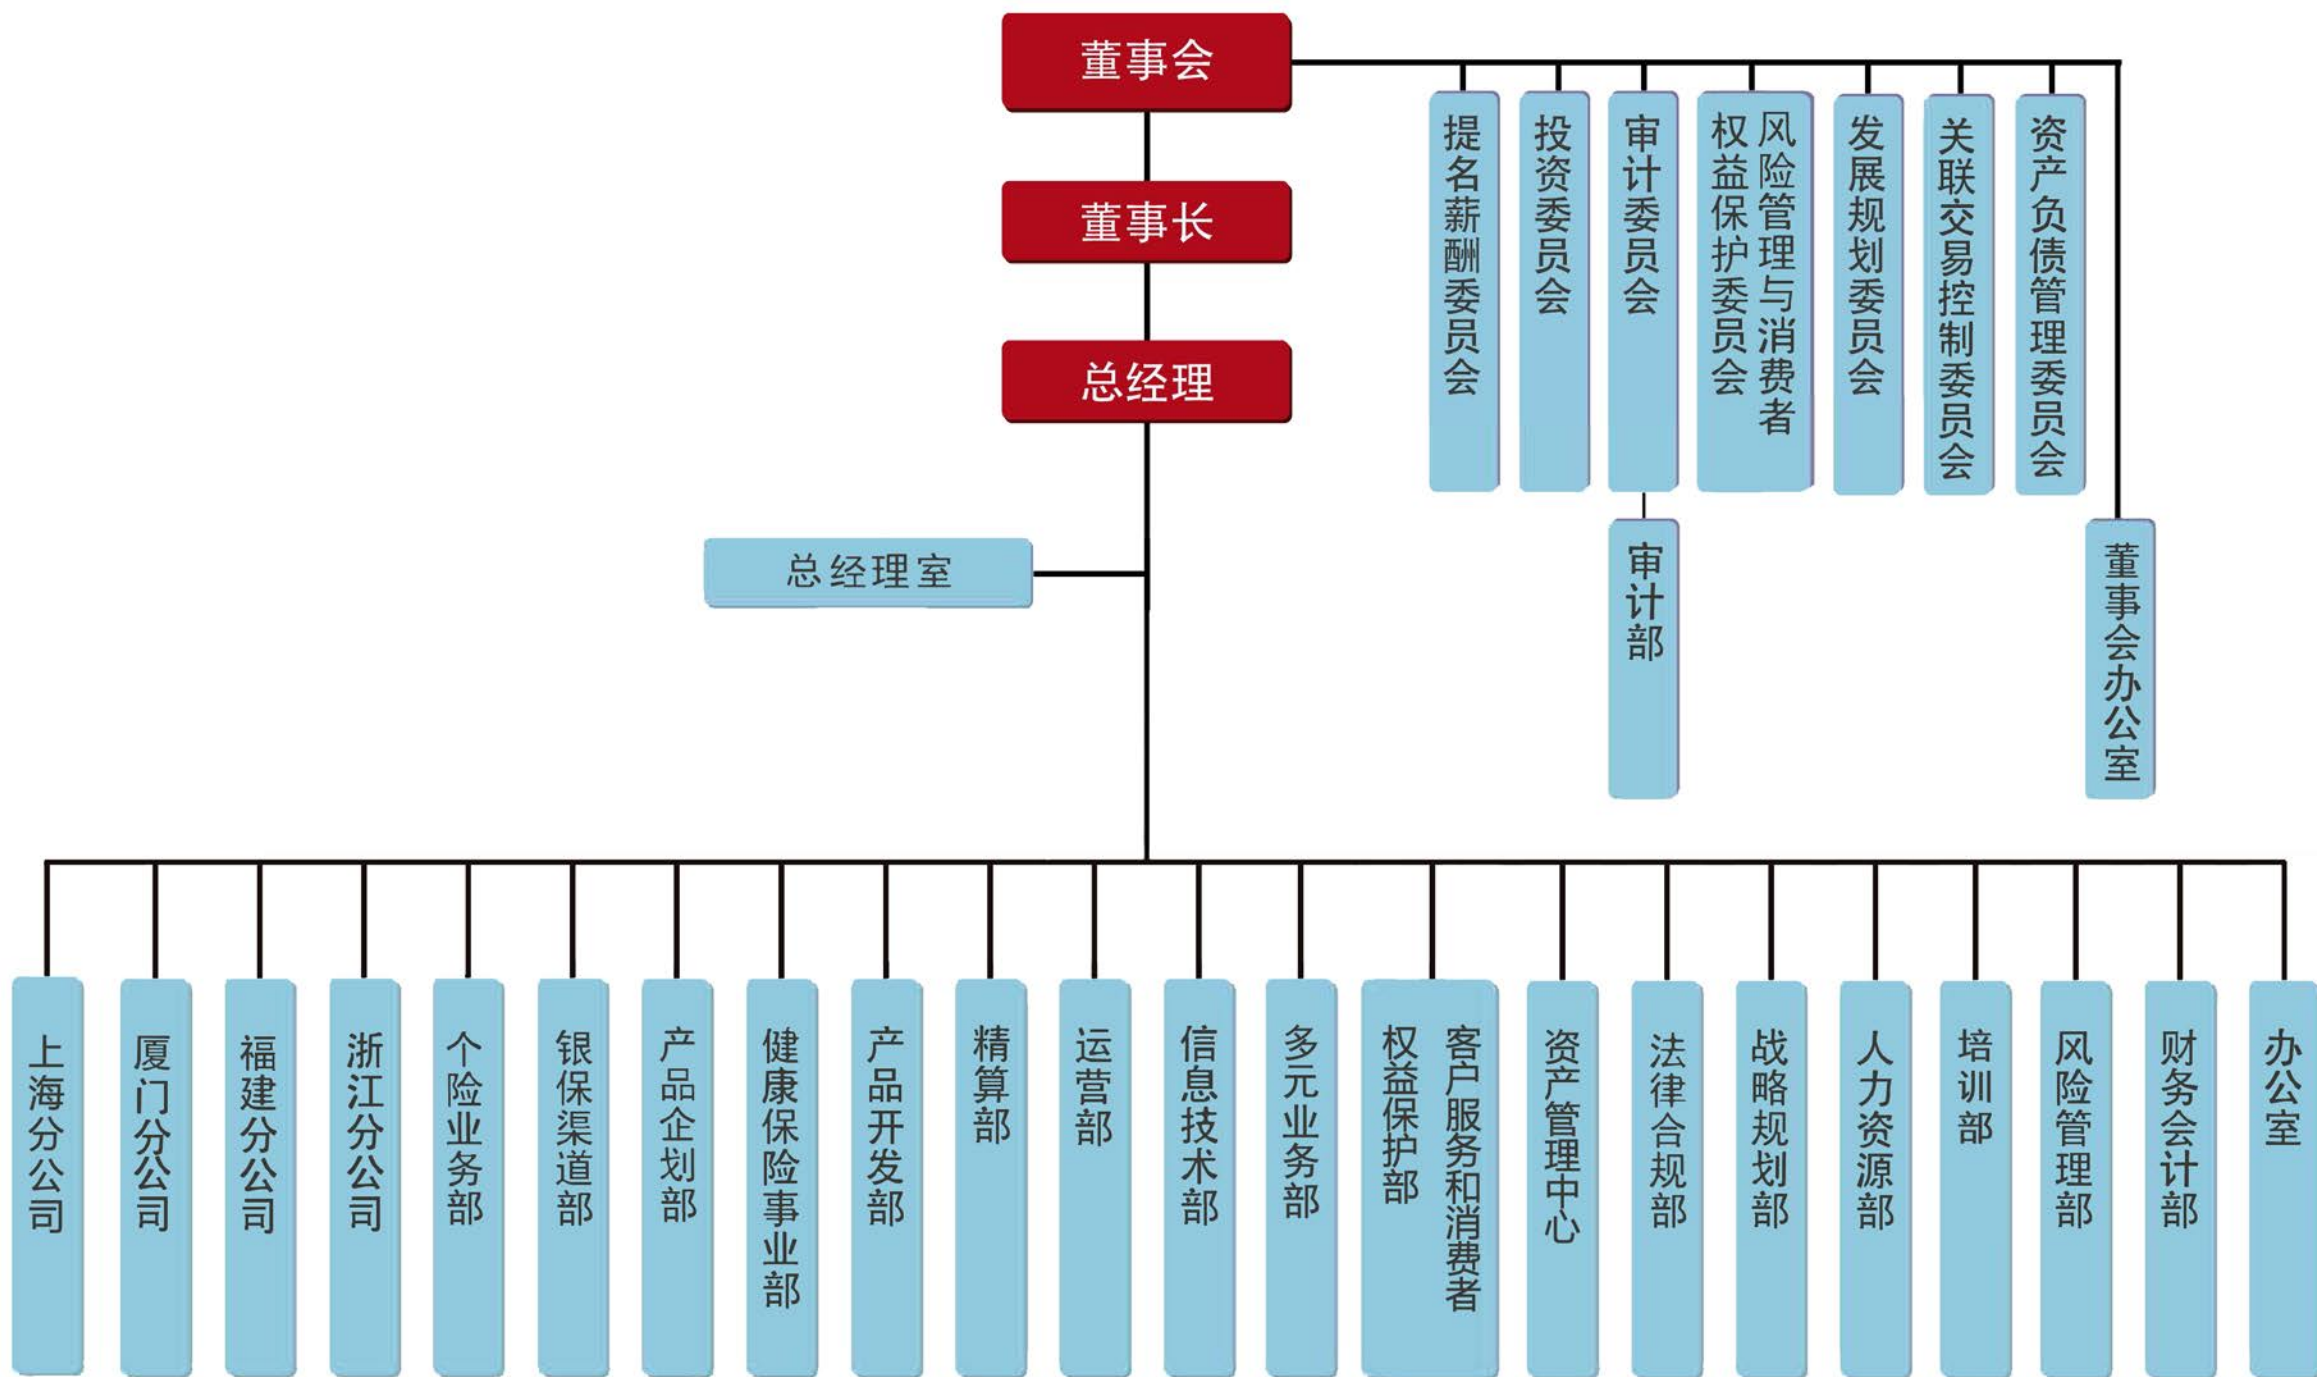 董事会
董事长
总经理
总经理室
提名薪酬委员会
投资委员会
审计委员会
风险管理与消费者
权益保护委员会
发展规划委员会
关联交易控制委员会
资产负债管理委员会
审计部
董事会办公室
上海分公司
厦门分公司
福建分公司
浙江分公司
个险业务部
银保渠道部
产品企划部
健康保险事业部
产品开发部
精算部
运营部
信息技术部
多元业务部
客户服务和消费者
权益保护部
资产管理中心
法律合规部
战略规划部
人力资源部
培训部
风险管理部
财务会计部
办公室